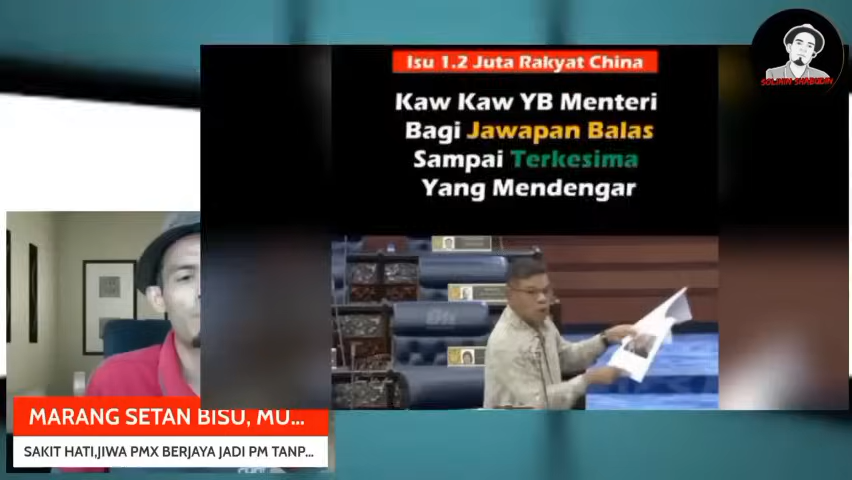 Isu 1.2 Juta Rakyat China
Kaw Kaw YB Menteri
Bagi Jawapan Balas
Sampai Terkesima
Yang Mendengar
MARANG SETAN BISU, MU...
SAKIT HATI,JIWA PMX BERJAYA JADI PM TANP...